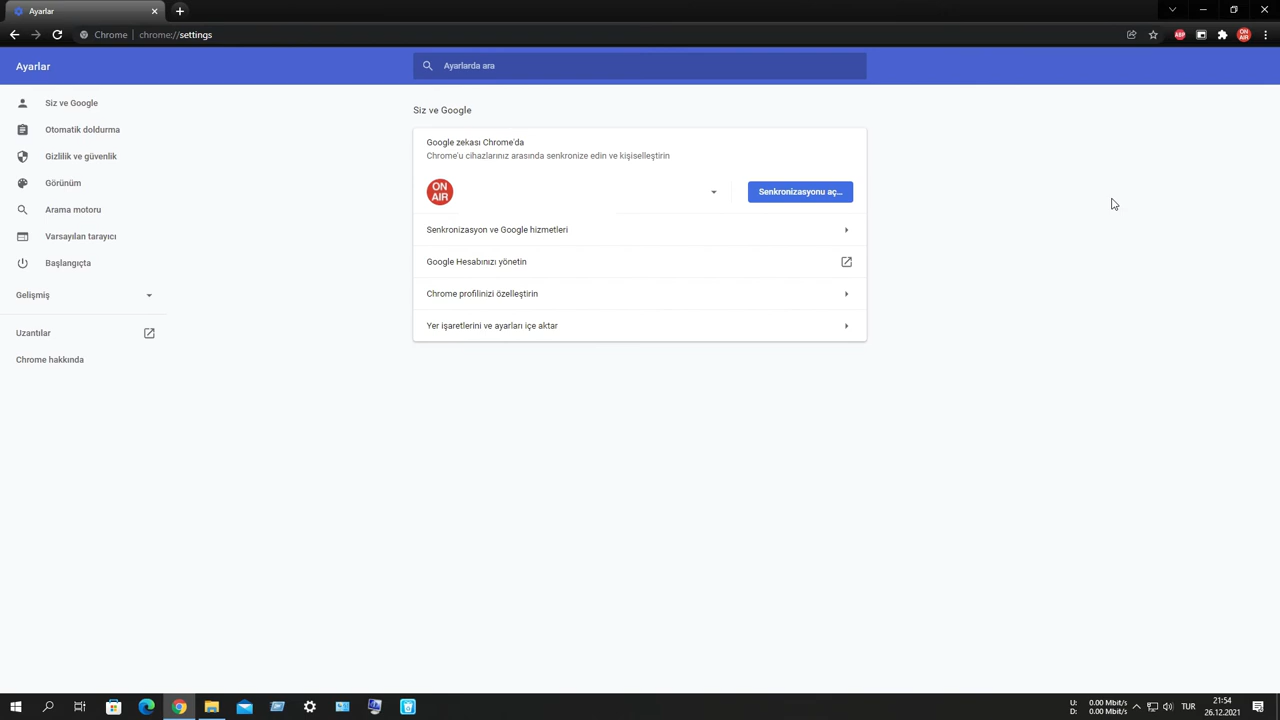 Ayarlar
Chrome | chrome://settings
ABP
ON AIR
Ayarlar
Ayarlarda ara
Siz ve Google
Otomatik doldurma
Gizlilik ve güvenlik
Görünüm
Arama motoru
Varsayılan tarayıcı
Başlangıçta
Gelişmiş
Uzantılar
Chrome hakkında
Siz ve Google
Google zekası Chrome'da
Chrome'u cihazlarınız arasında senkronize edin ve kişiselleştirin
ON
AIR
Senkronizasyonu aç...
Senkronizasyon ve Google hizmetleri
Google Hesabınızı yönetin
Chrome profilinizi özelleştirin
Yer işaretlerini ve ayarları içe aktar
U: 0.00 Mbit/s
D: 0.00 Mbit/s
TUR
21:54
26.12.2021